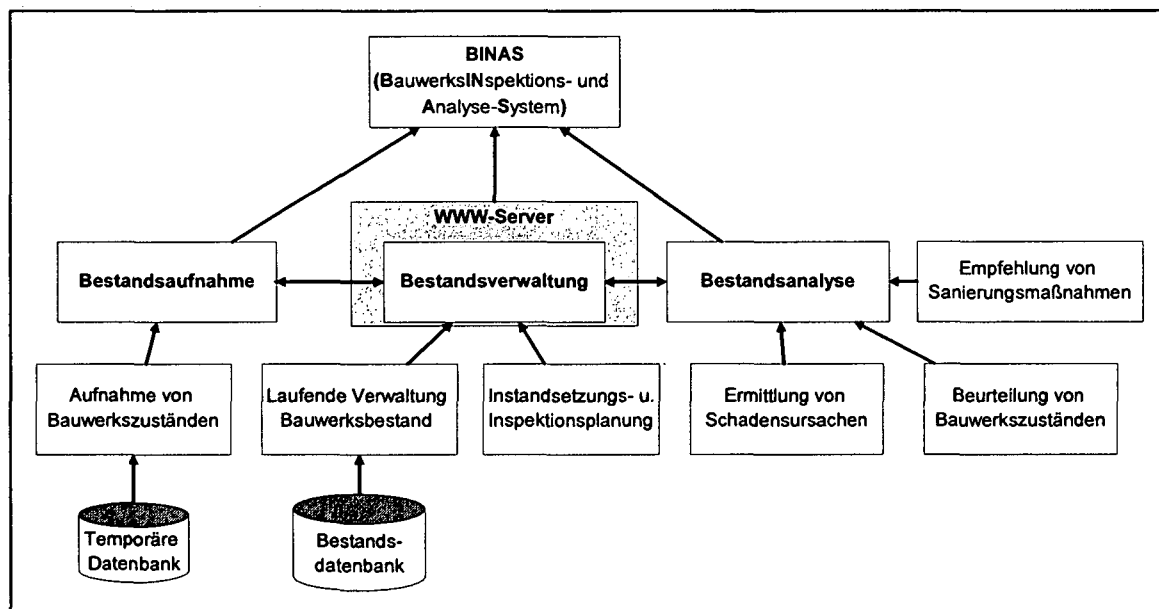 BINAS
(BauwerksINspektions- und
Analyse-System)
WWW-Server
Bestandsaufnahme
Bestandsverwaltung
Bestandsanalyse
Empfehlung von
Sanierungsmaßnahmen
Aufnahme von
Bauwerkszuständen
Laufende Verwaltung
Bauwerksbestand
Instandsetzungs- u.
Inspektionsplanung
Ermittlung von
Schadensursachen
Beurteilung von
Bauwerkszuständen
Temporäre
Datenbank
Bestands-
datenbank